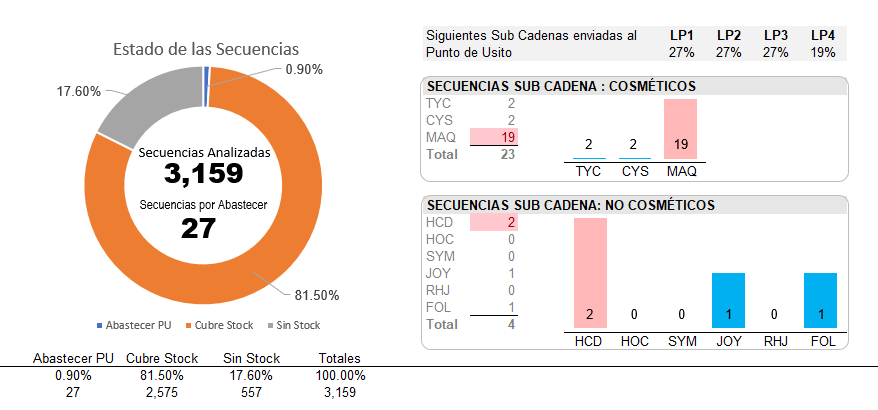 Estado de las Secuencias
0.90%
17.60%
Secuencias Analizadas
3,159
Secuencias por Abastecer
27
81.50%
Abastecer PU Cubre Stock Sin Stock
Abastecer PU Cubre Stock Sin Stock Totales
0.90% 81.50% 17.60% 100.00%
27 2,575 557 3,159
Siguientes Sub Cadenas enviadas al LP1 LP2 LP3 LP4
Punto de Usito 27% 27% 27% 19%
SECUENCIAS SUB CADENA : COSMÉTICOS
TYC 2
CYS 2
MAQ 19
Total 23
2 2 19
TYC CYS MAQ
SECUENCIAS SUB CADENA: NO COSMÉTICOS
HCD 2
HOC 0
SYM 0
JOY 1
RHJ 0
FOL 1
Total 4
2 0 0 1 0 1
HCD HOC SYM JOY RHJ FOL